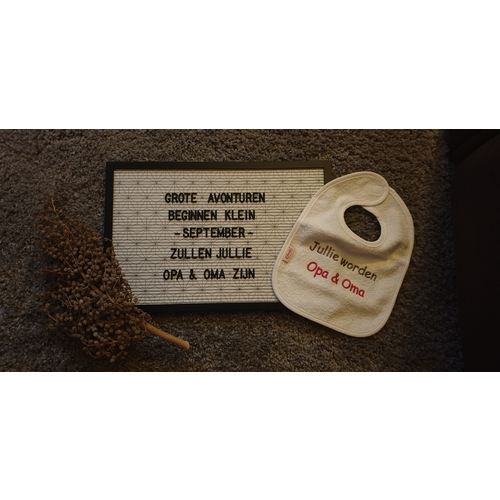 GROTE AVONTUREN
BEGINNEN KLEIN
-SEPTEMBER-
ZULLEN JULLIE
OPA & OMA ZIJN
Jullie worden
Opa & Oma